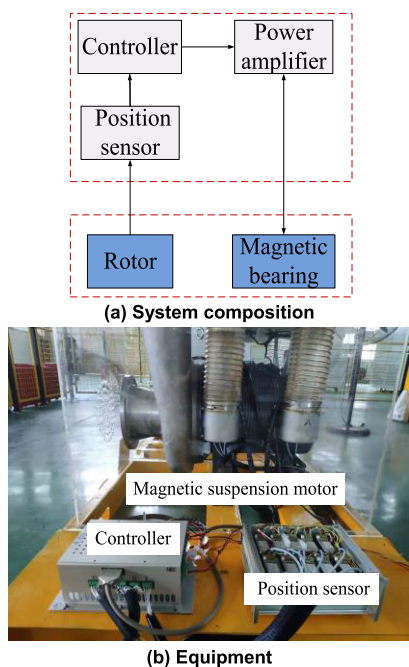 Controller
Power
amplifier
Position
sensor
Rotor
Magnetic
bearing
(a) System composition
Magnetic suspension motor
Controller
Position sensor
(b) Equipment